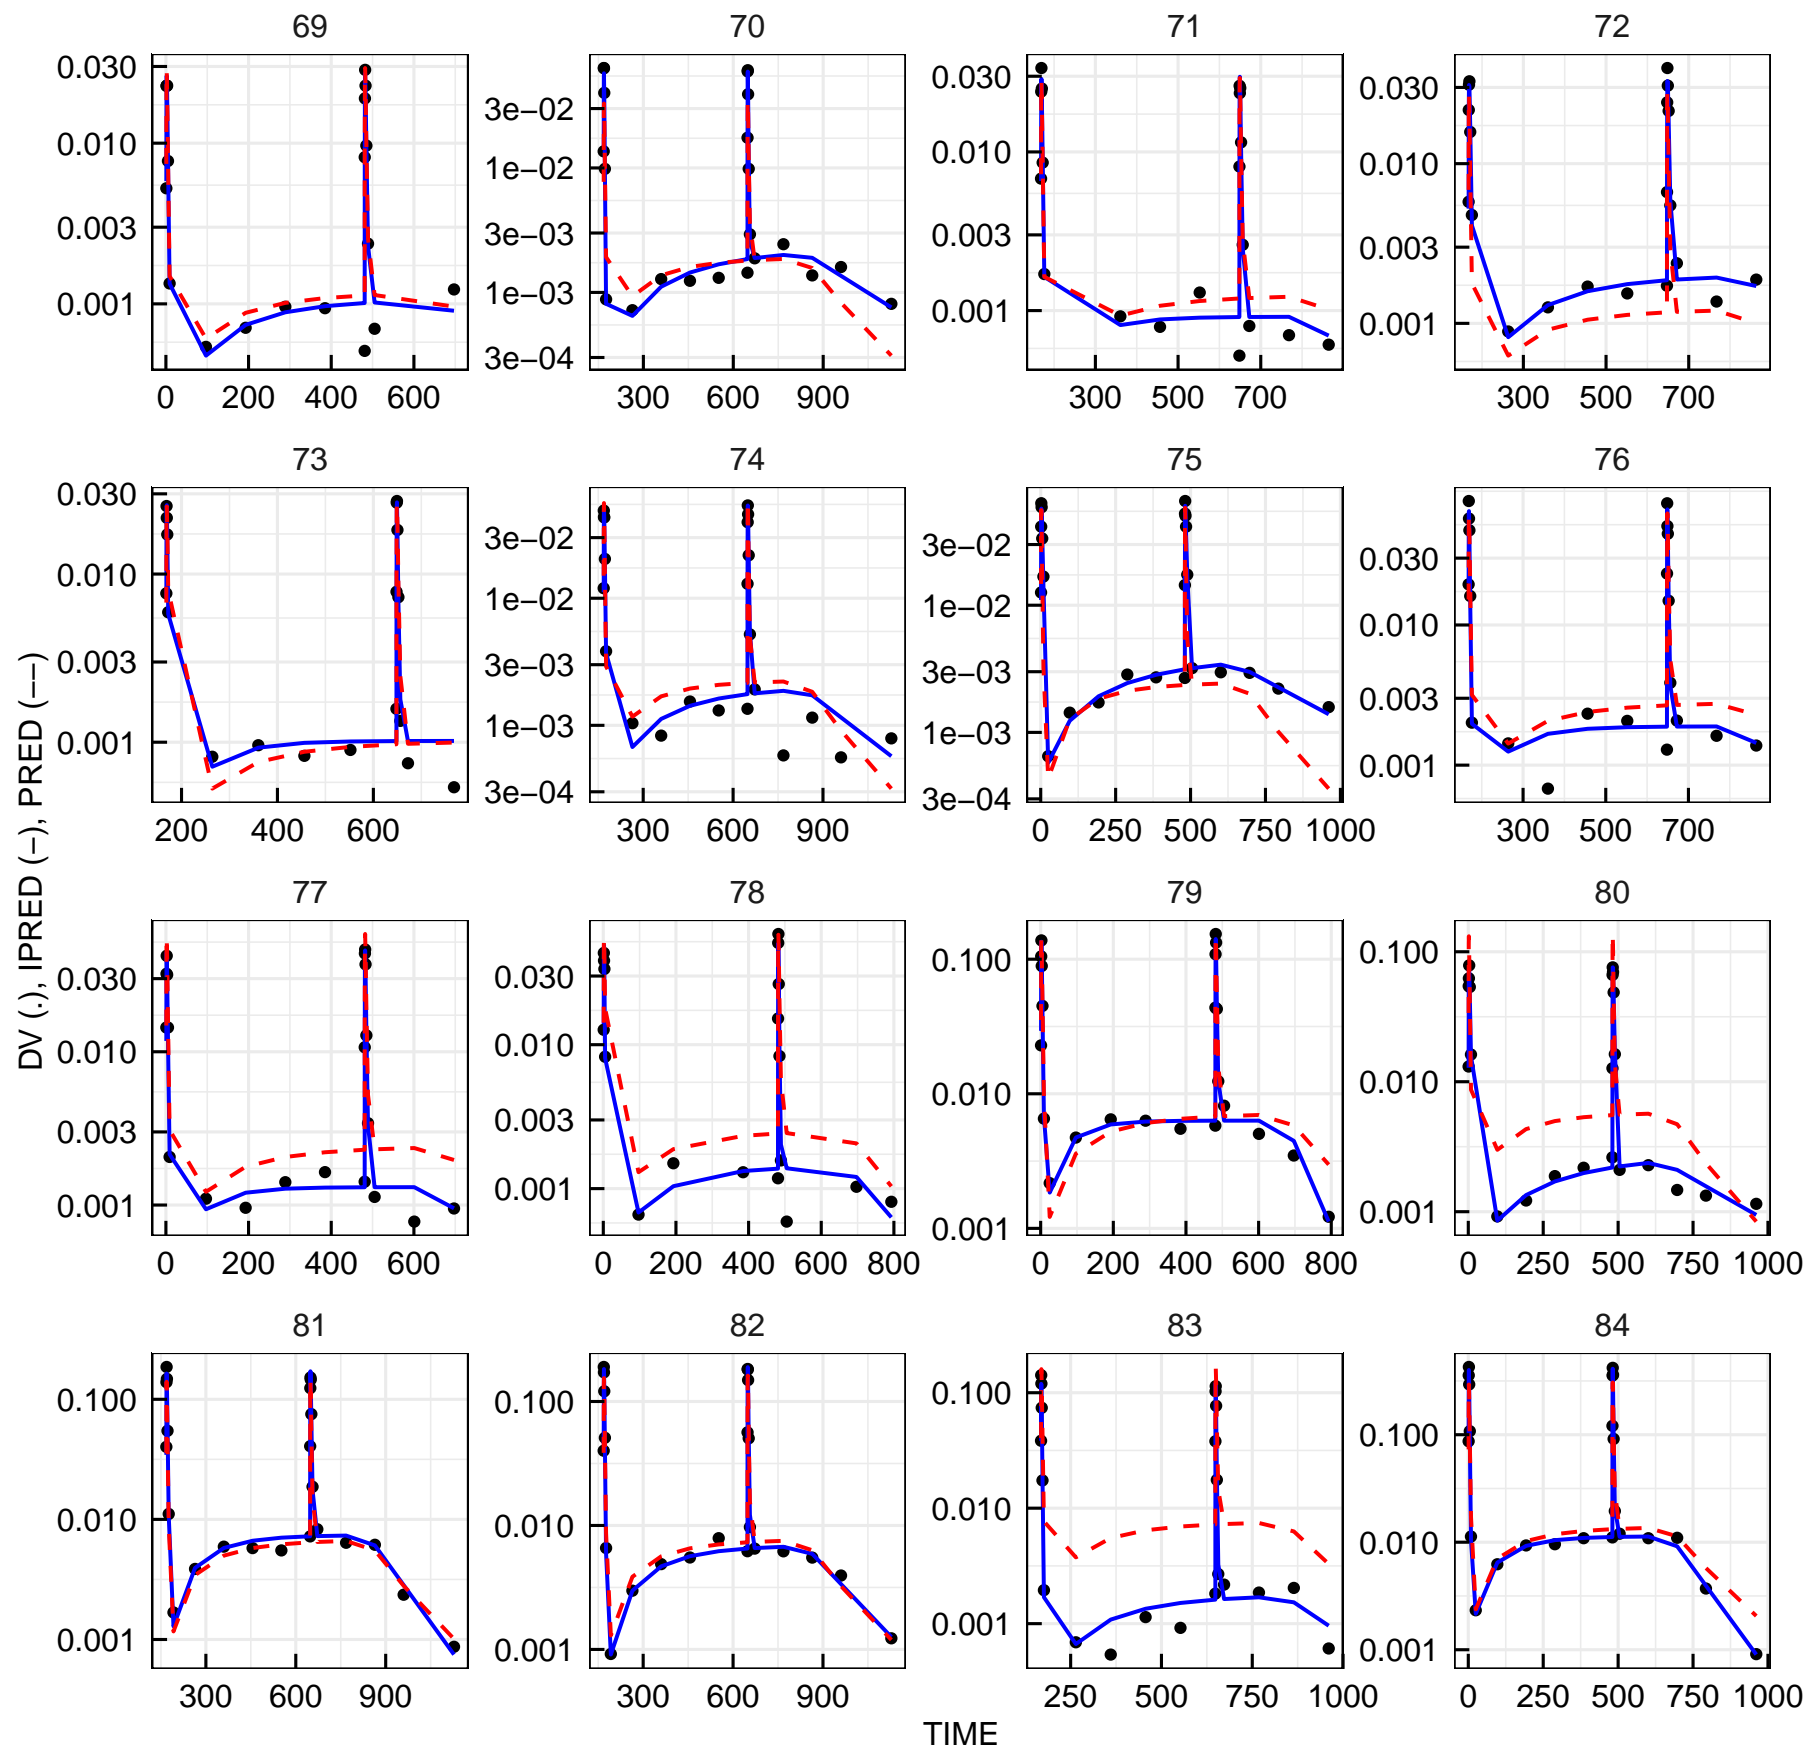 69 70 71 72
0.030 0.010 0.003 0.001
0 200 400 600
3e−02 1e−02 3e−03 1e−03 3e−04
300 600 900
0.030 0.010 0.003 0.001
300 500 700
0.030 0.010 0.003 0.001
300 500 700
73 74 75 76
0.030 0.010 0.003 0.001
200 400 600
3e−02 1e−02 3e−03 1e−03 3e−04
300 600 900
3e−02 1e−02 3e−03 1e−03 3e−04
0 250 500 750 1000
0.030 0.010 0.003 0.001
300 500 700
DV (.), IPRED (−), PRED (−−)
77 78 79 80
0.030 0.010 0.003 0.001
0 200 400 600
0.030 0.010 0.003 0.001
0 200 400 600 800
0.100 0.010 0.001
0 200 400 600 800
0.100 0.010 0.001
0 250 500 750 1000
81 82 83 84
0.100 0.010 0.001
300 600 900
0.100 0.010 0.001
300 600 900
0.100 0.010 0.001
250 500 750 1000
0.100 0.010 0.001
0 250 500 750 1000
TIME